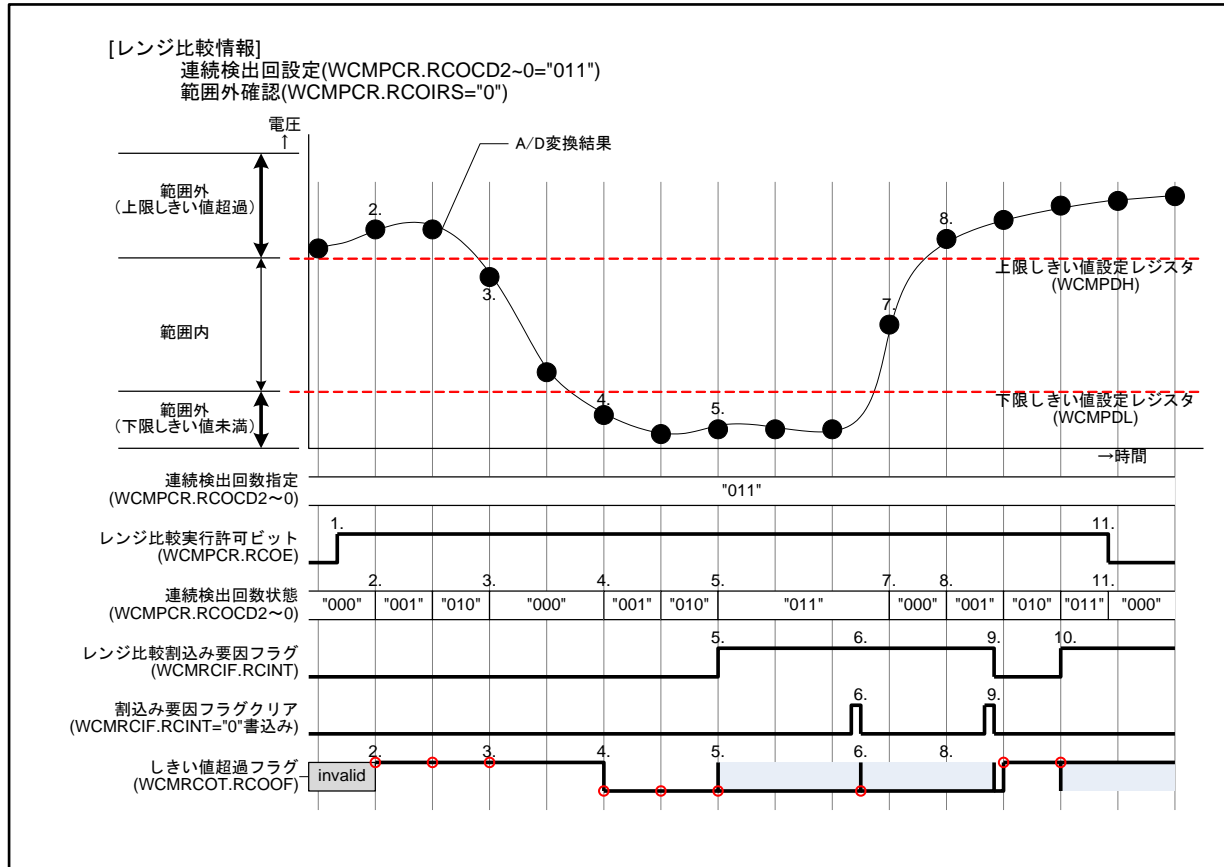 [レンジ比較情報]
連続検出回設定(WCMPCR.RCOCD2~0="011")
範囲外確認(WCMPCR.RCOIRS="0")
電圧
↑
A/D変換結果
範囲外
（上限しきい値超過）
2.
8.
上限しきい値設定レジスタ
(WCMPDH)
3.
7.
範囲内
範囲外
（下限しきい値未満）
4.
5.
下限しきい値設定レジスタ
(WCMPDL)
→時間
連続検出回数指定
(WCMPCR.RCOCD2～0)
"011"
レンジ比較実行許可ビット
(WCMPCR.RCOE)
1.
11.
連続検出回数状態
(WCMPCR.RCOCD2～0)
2. 3. 4. 5. 7. 8. 11.
"000" "001" "010" "000" "001" "010" "011" "000" "001" "010" "011" "000"
レンジ比較割込み要因フラグ
(WCMRCIF.RCINT)
5. 6. 9. 10.
割込み要因フラグクリア
(WCMRCIF.RCINT="0"書込み)
6. 9.
しきい値超過フラグ
(WCMRCOT.RCOOF)
invalid
2. 3. 4. 5. 6. 8.